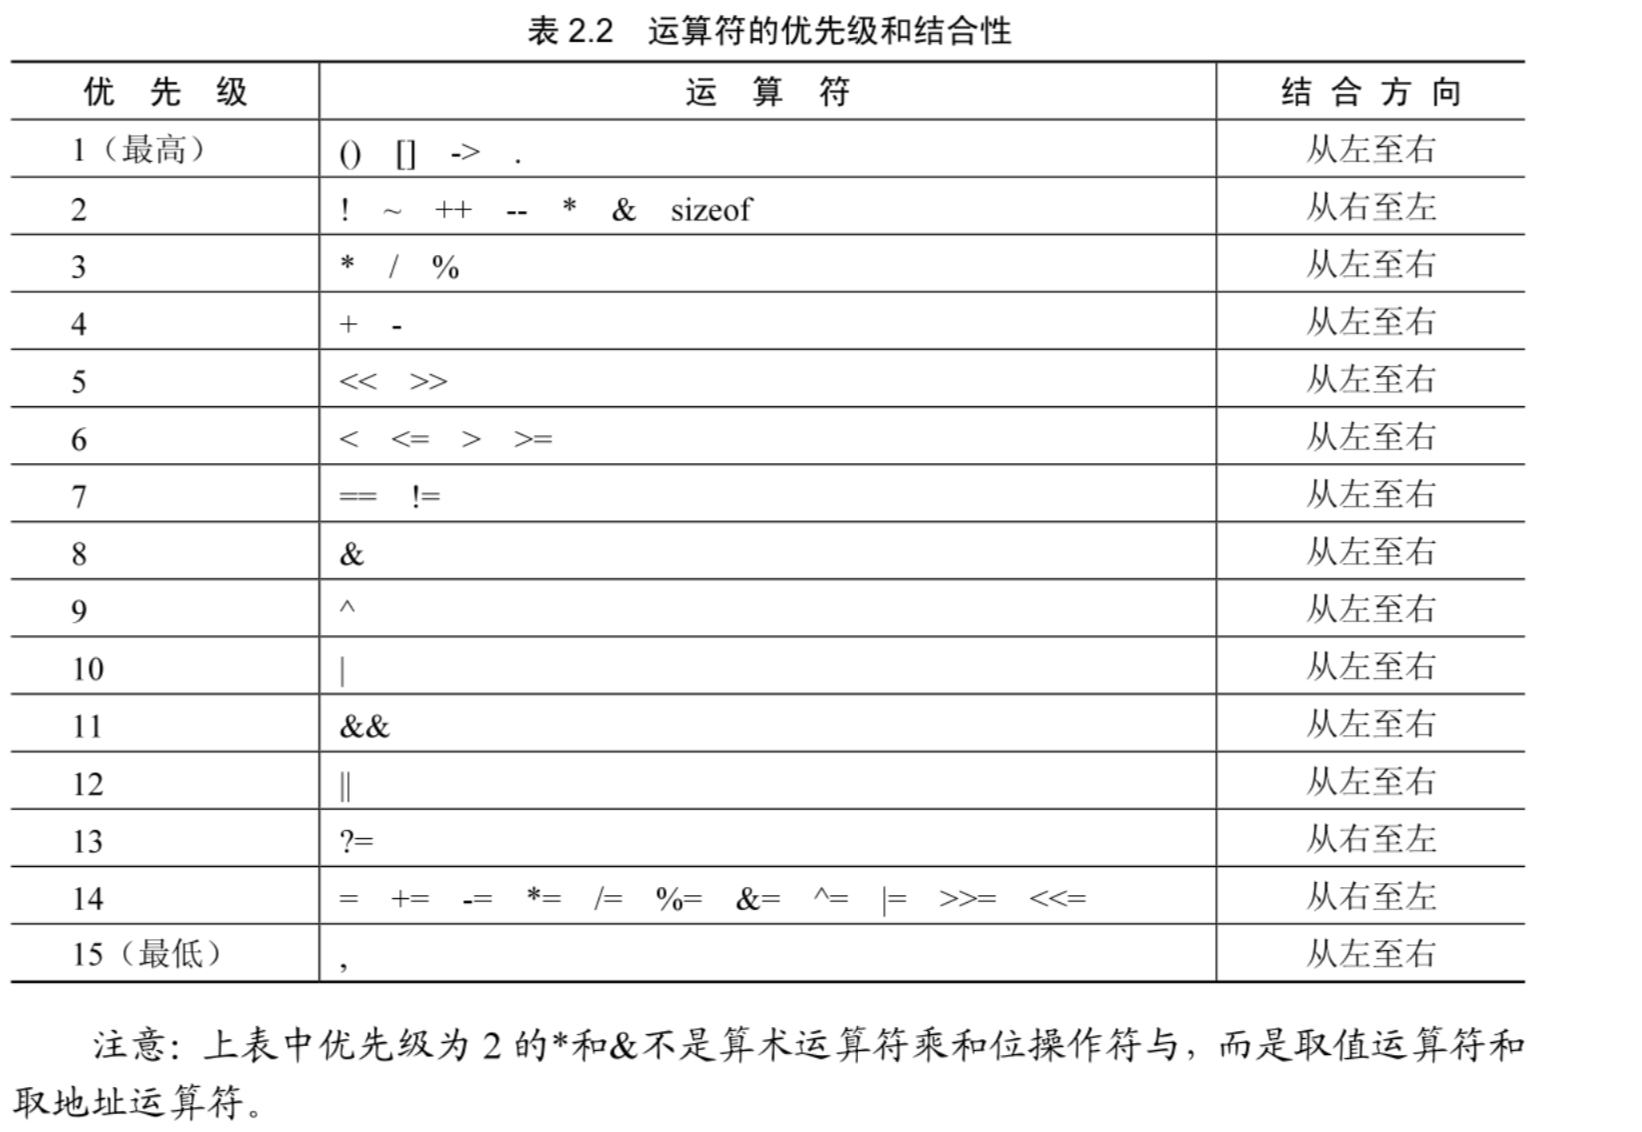 表 2.2 运算符的优先级和结合性
优 先 级 运 算 符 结 合 方 向
1（最高） () [] -> . 从左至右
2 ! ~ ++ -- * & sizeof 从右至左
3 * / % 从左至右
4 + - 从左至右
5 << >> 从左至右
6 < <= > >= 从左至右
7 == != 从左至右
8 & 从左至右
9 ^ 从左至右
10 | 从左至右
11 && 从左至右
12 || 从左至右
13 ?= 从右至左
14 = += -= *= /= %= &= ^= |= >>= <<= 从右至左
15（最低） , 从左至右
注意：上表中优先级为 2 的*和&不是算术运算符乘和位操作符与，而是取值运算符和
取地址运算符。